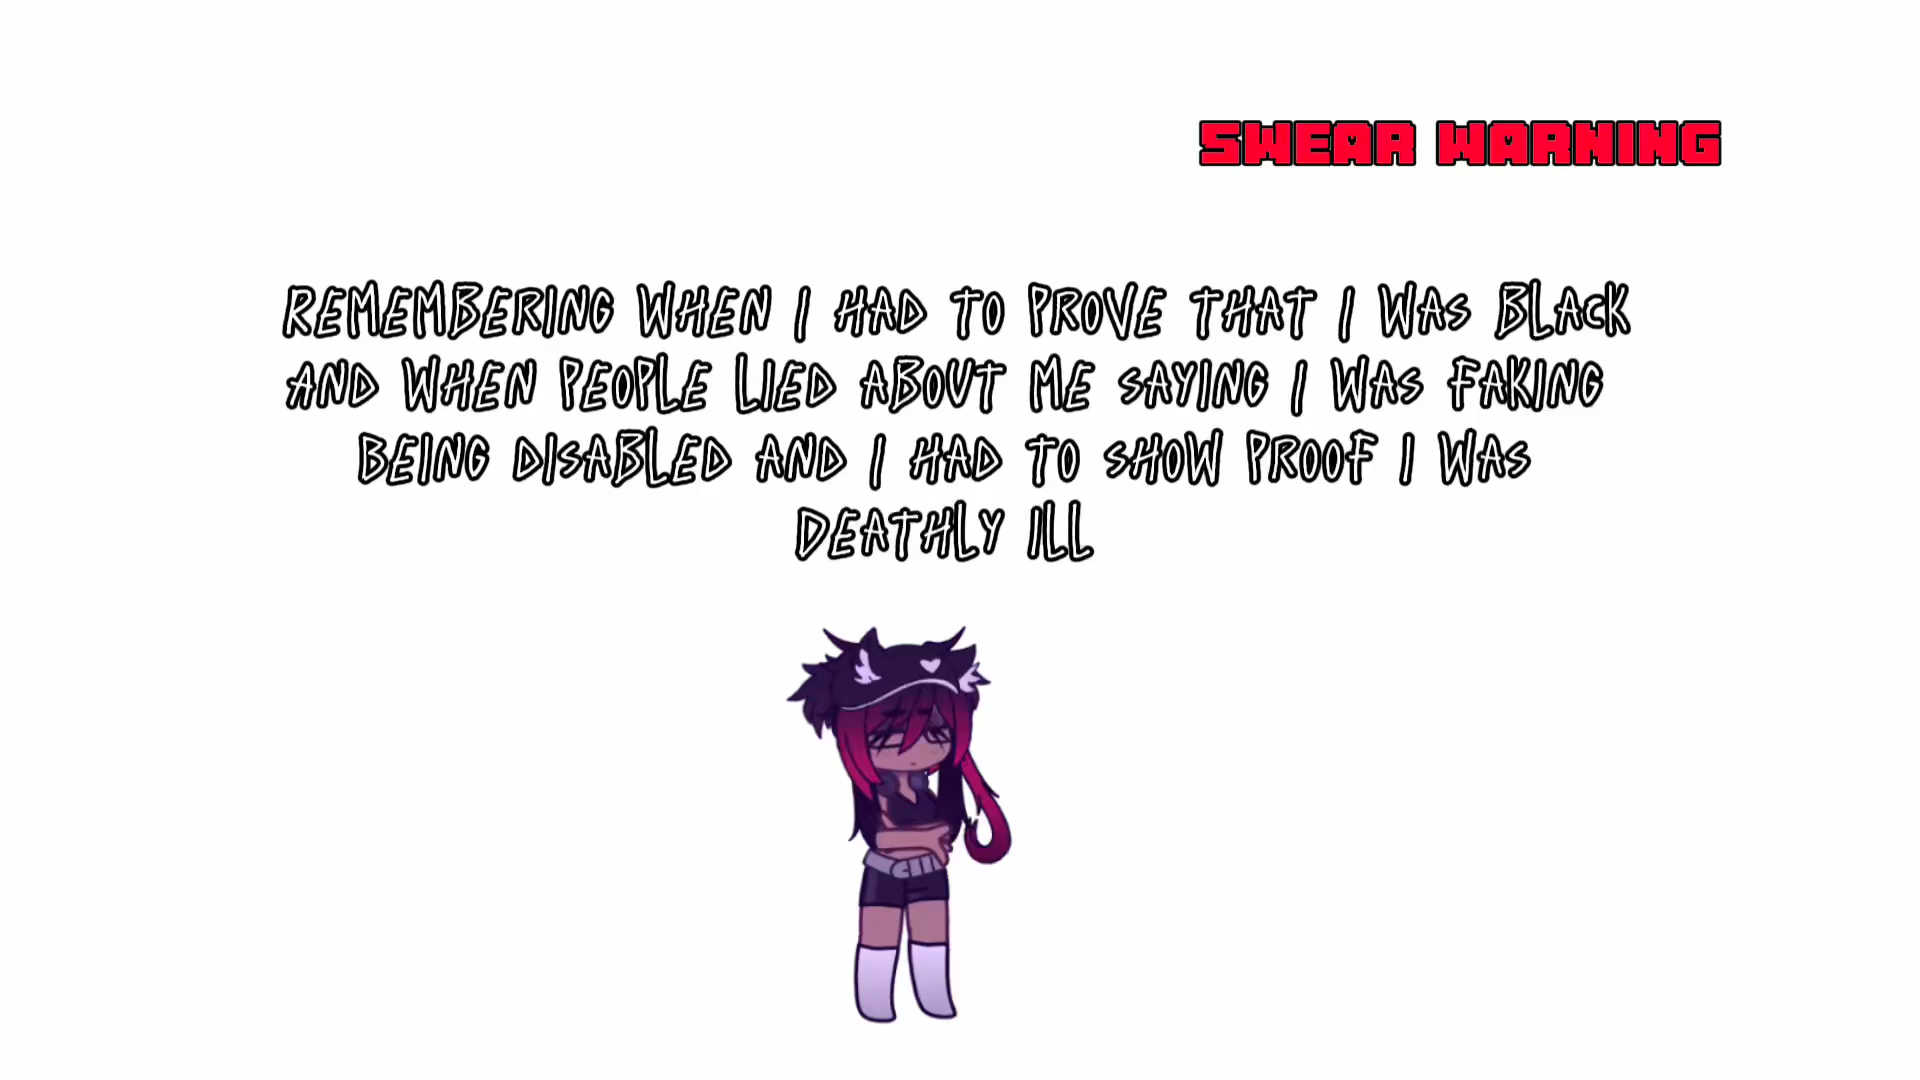 SWEAR WARNING
REMEMBERING WHEN I HAD TO PROVE THAT I WAS BLACK
AND WHEN PEOPLE LIED ABOUT ME SAYING I WAS FAKING
BEING DISABLED AND I HAD TO SHOW PROOF I WAS
DEATHLY ILL